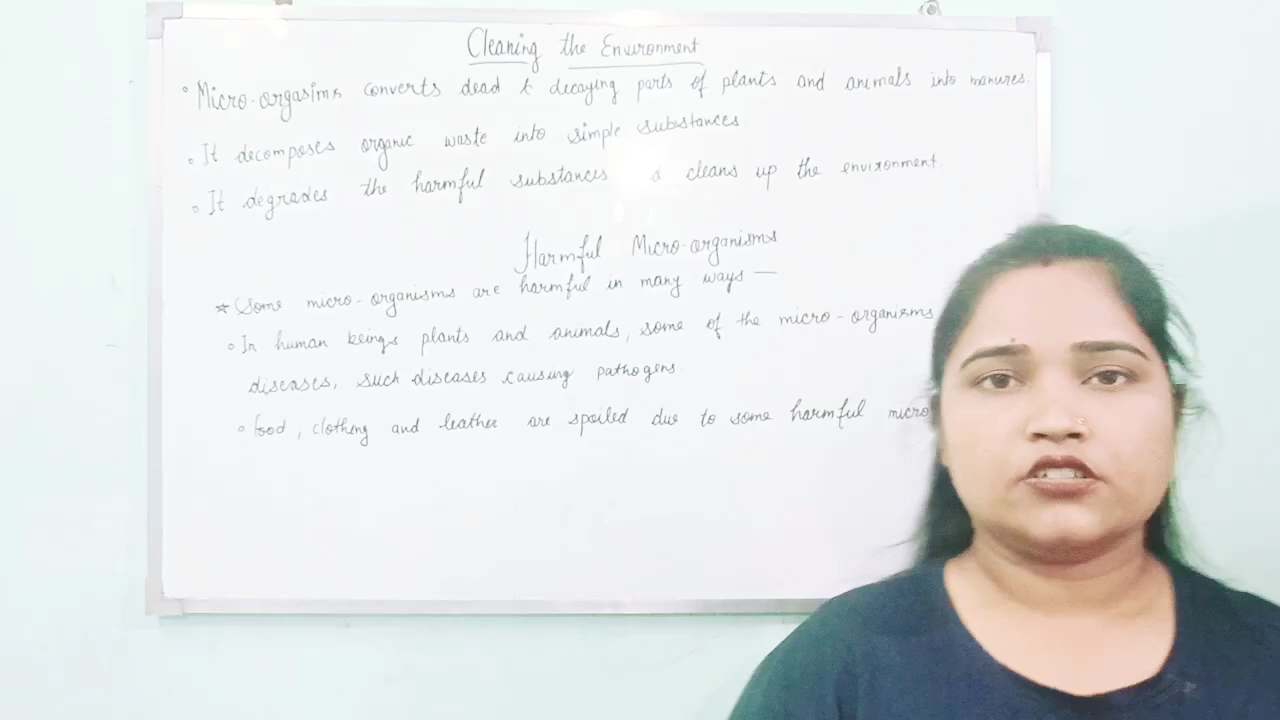 Cleaning the Environment
• Micro-orgasims converts dead & decaying parts of plants and animals into manures.
• It decomposes organic waste into simple substances.
• It degrades the harmful substances & cleans up the environment.
Harmful Micro-organisms
* Some micro-organisms are harmful in many ways —
• In human beings plants and animals, some of the micro-organisms
diseases, such diseases causing pathogens.
• food, clothing and leather are spoiled due to some harmful micro